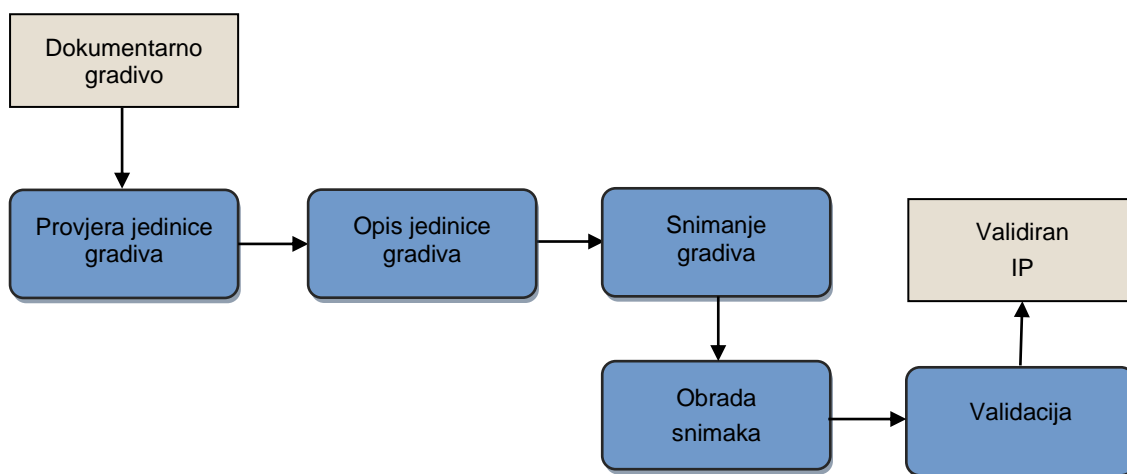 Dokumentarno
gradivo
Provjera jedinice
gradiva
Opis jedinice
gradiva
Snimanje
gradiva
Validiran
IP
Obrada
snimaka
Validacija